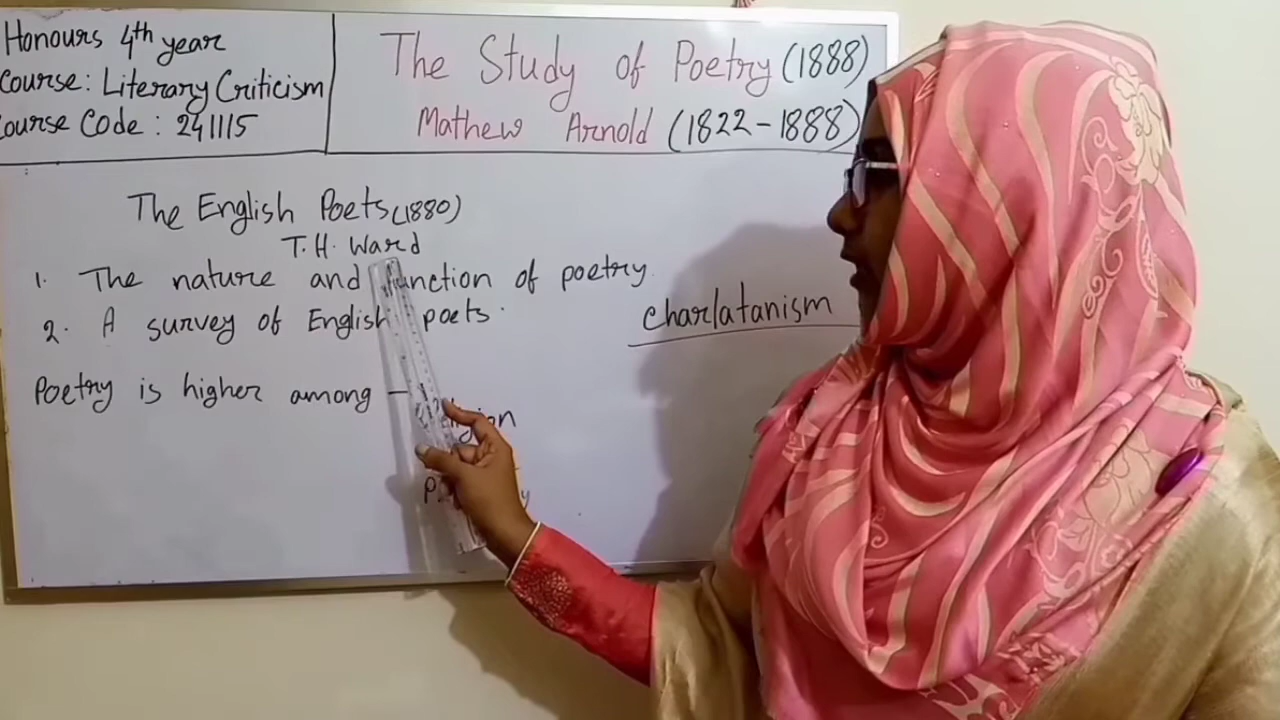 Honours 4th year
Course: Literary Criticism
Course Code: 241115
The Study of Poetry (1888)
Mathew Arnold (1822-1888)
The English Poets (1880)
T. H. Ward
1. The nature and function of poetry.
2. A survey of English poets.
charlatanism
Poetry is higher among -